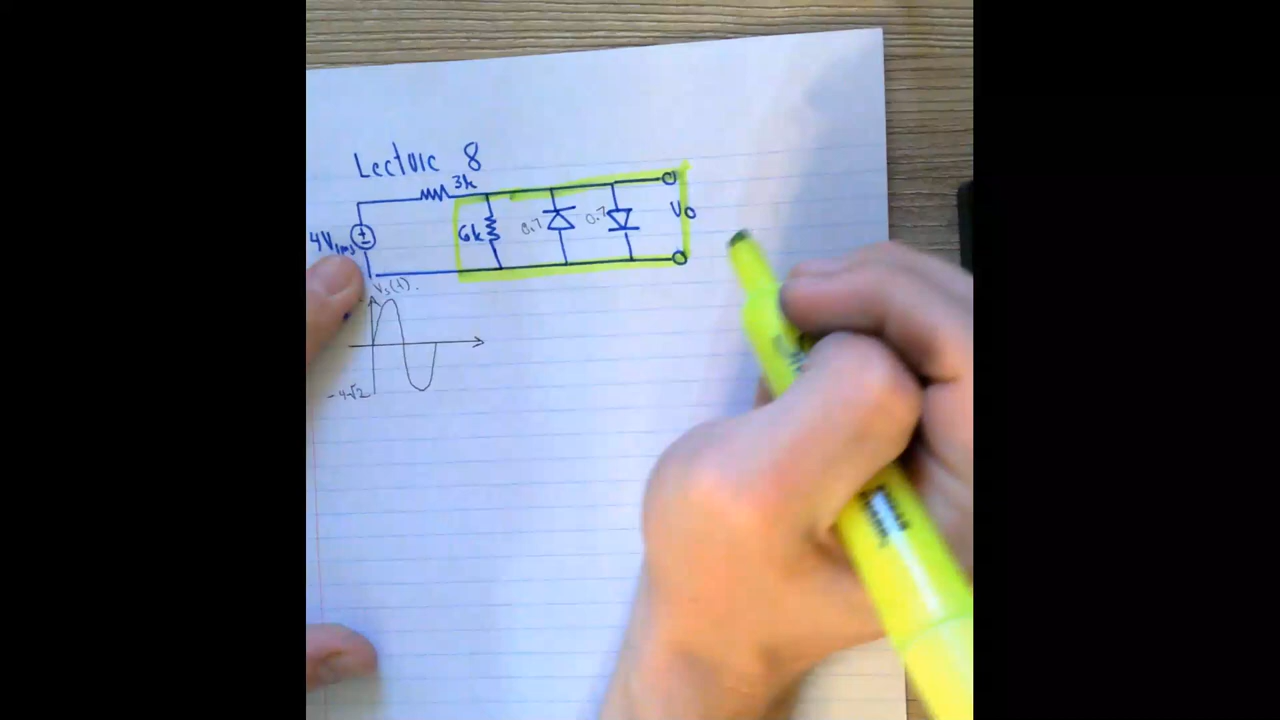 Lecture 8
3k
4Vrms
6k
0.7
0.7
Vo
Vs(t).
-4√2